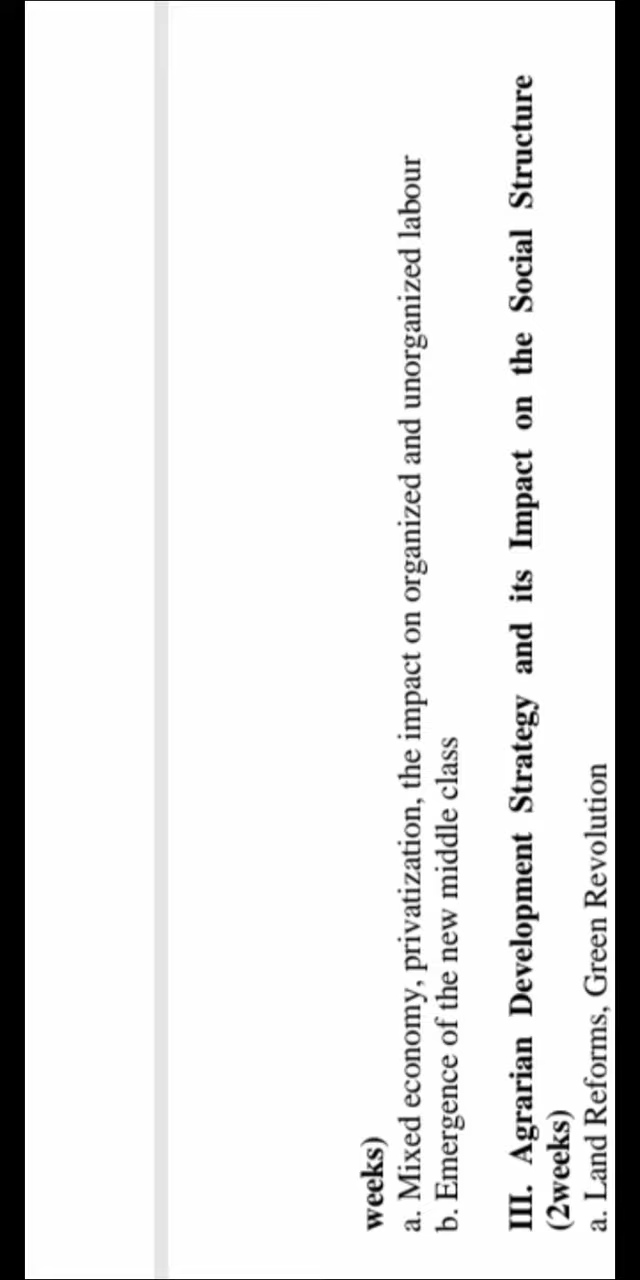 weeks)
a. Mixed economy, privatization, the impact on organized and unorganized labour
b. Emergence of the new middle class
III. Agrarian Development Strategy and its Impact on the Social Structure
(2weeks)
a. Land Reforms, Green Revolution